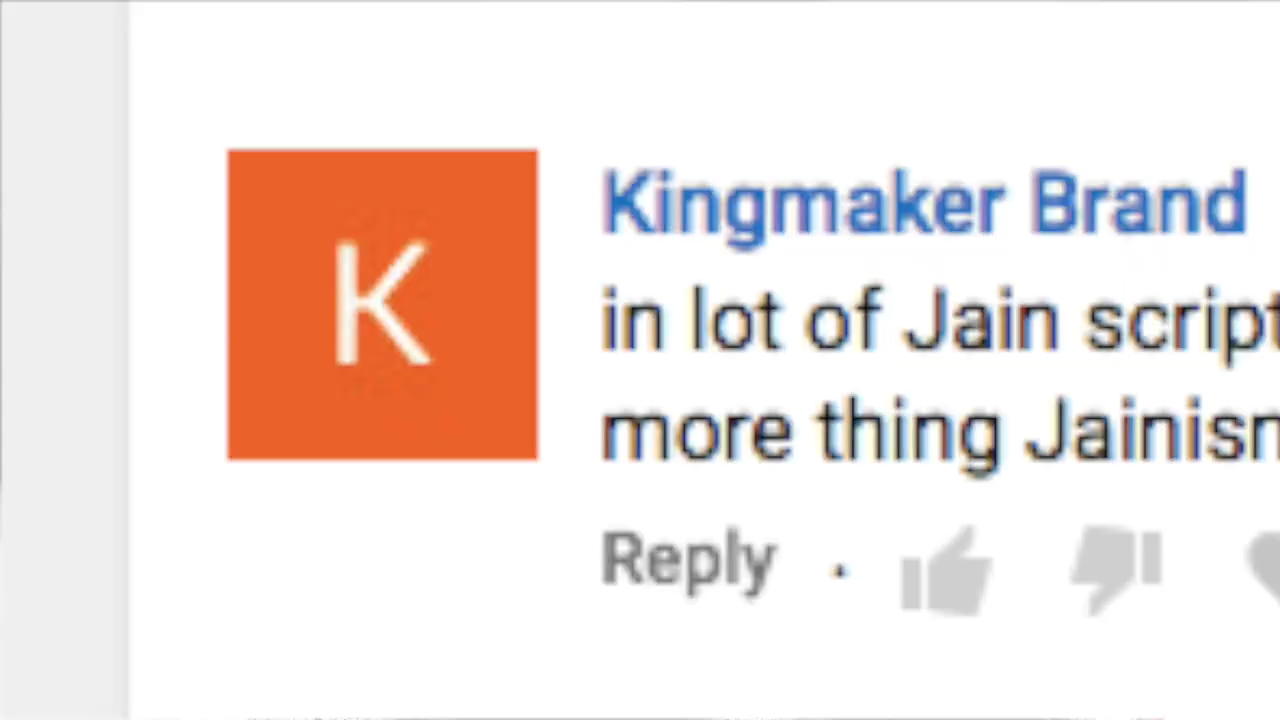 K
Kingmaker Brand
in lot of Jain
more thing
Reply